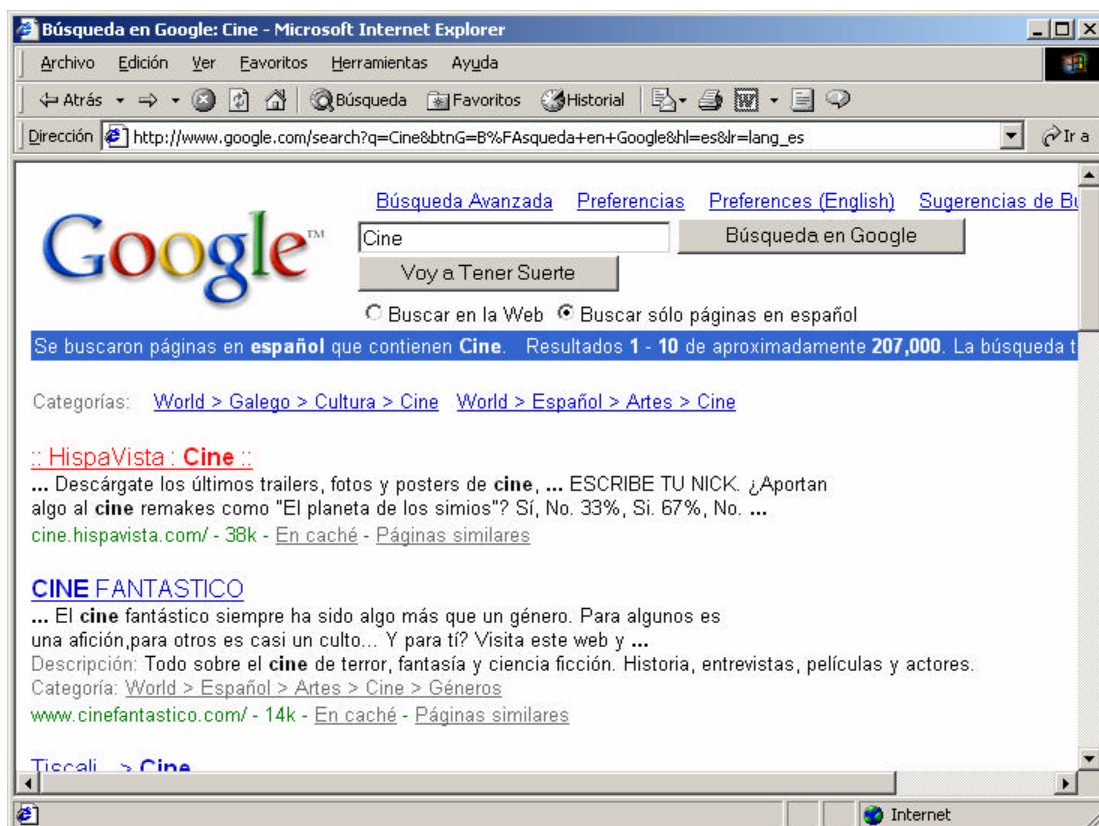 Búsqueda en Google: Cine - Microsoft Internet Explorer
Archivo Edición Ver Favoritos Herramientas Ayuda
Atrás Búsqueda Favoritos Historial
Dirección http://www.google.com/search?q=Cine&btnG=B%FAsqueda+en+Google&hl=es&lr=lang_es Ir a
Búsqueda Avanzada Preferencias Preferences (English) Sugerencias de Bú
Google™
Cine Búsqueda en Google
Voy a Tener Suerte
Buscar en la Web Buscar sólo páginas en español
Se buscaron páginas en español que contienen Cine. Resultados 1 - 10 de aproximadamente 207,000. La búsqueda t
Categorías: World > Galego > Cultura > Cine World > Español > Artes > Cine
:: HispaVista : Cine ::
... Descárgate los últimos trailers, fotos y posters de cine, ... ESCRIBE TU NICK. ¿Aportan
algo al cine remakes como "El planeta de los simios"? Sí, No. 33%, Si. 67%, No. ...
cine.hispavista.com/ - 38k - En caché - Páginas similares
CINE FANTASTICO
... El cine fantástico siempre ha sido algo más que un género. Para algunos es
una afición,para otros es casi un culto... Y para tí? Visita este web y ...
Descripción: Todo sobre el cine de terror, fantasía y ciencia ficción. Historia, entrevistas, películas y actores.
Categoría: World > Español > Artes > Cine > Géneros
www.cinefantastico.com/ - 14k - En caché - Páginas similares
Tiscali > Cine
Internet